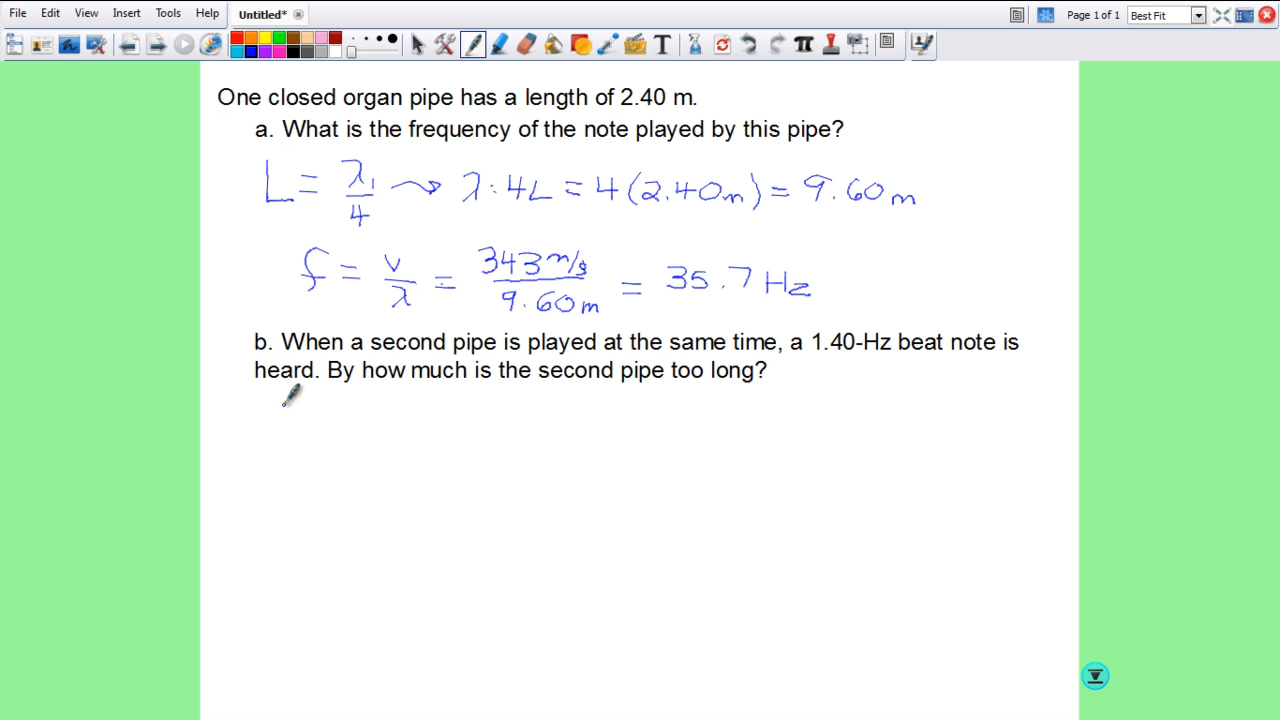 File Edit View Insert Tools Help Untitled* Page 1 of 1 Best Fit
One closed organ pipe has a length of 2.40 m.
a. What is the frequency of the note played by this pipe?
L = λ₁/4 → λ = 4L = 4(2.40m) = 9.60 m
f = v/λ = 343 m/s / 9.60m = 35.7 Hz
b. When a second pipe is played at the same time, a 1.40-Hz beat note is
heard. By how much is the second pipe too long?